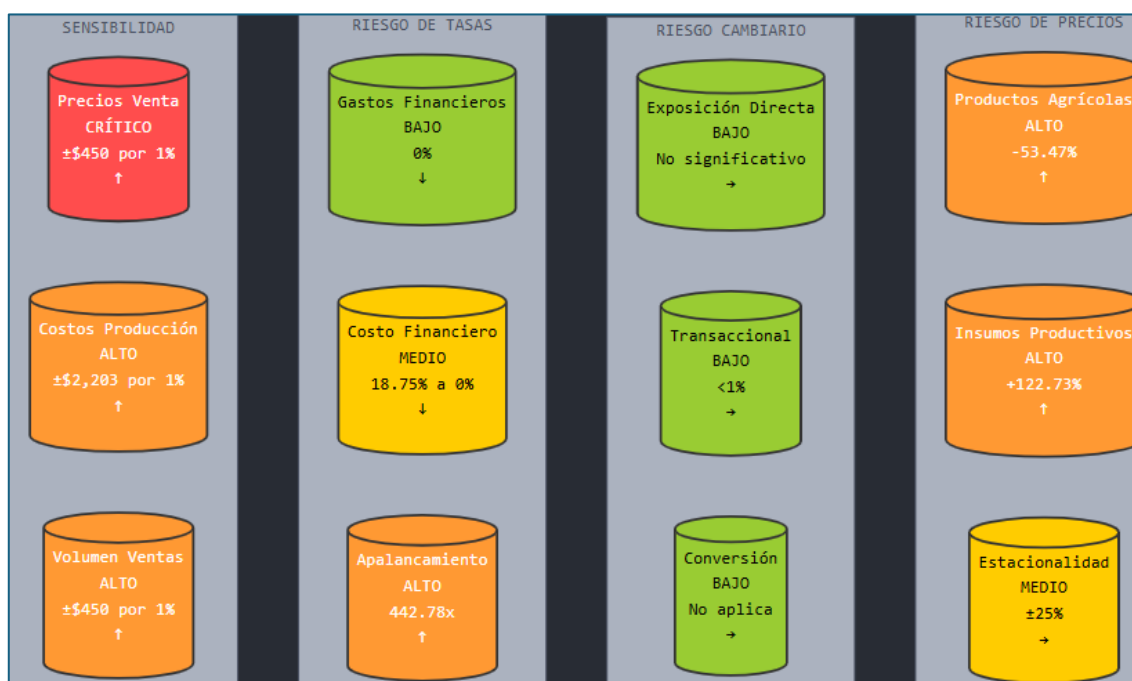 SENSIBILIDAD
Precios Venta
CRÍTICO
±$450 por 1%
↑
Costos Producción
ALTO
±$2,203 por 1%
↑
Volumen Ventas
ALTO
±$450 por 1%
↑
RIESGO DE TASAS
Gastos Financieros
BAJO
0%
↓
Costo Financiero
MEDIO
18.75% a 0%
↓
Apalancamiento
ALTO
442.78x
↑
RIESGO CAMBIARIO
Exposición Directa
BAJO
No significativo
→
Transaccional
BAJO
<1%
→
Conversión
BAJO
No aplica
→
RIESGO DE PRECIOS
Productos Agrícolas
ALTO
-53.47%
↑
Insumos Productivos
ALTO
+122.73%
↑
Estacionalidad
MEDIO
±25%
→